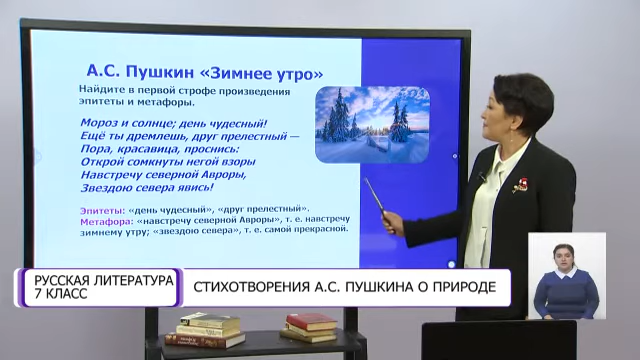 А.С. Пушкин «Зимнее утро»
Найдите в первой строфе произведения
эпитеты и метафоры.
Мороз и солнце; день чудесный!
Ещё ты дремлешь, друг прелестный —
Пора, красавица, проснись:
Открой сомкнуты негой взоры
Навстречу северной Авроры,
Звездою севера явись!
Эпитеты: «день чудесный», «друг прелестный».
Метафора: «навстречу северной Авроры», т. е. навстречу
зимнему утру; «звездою севера», т.е. самой прекрасной.
РУССКАЯ ЛИТЕРАТУРА
7 КЛАСС
СТИХОТВОРЕНИЯ А.С. ПУШКИНА О ПРИРОДЕ